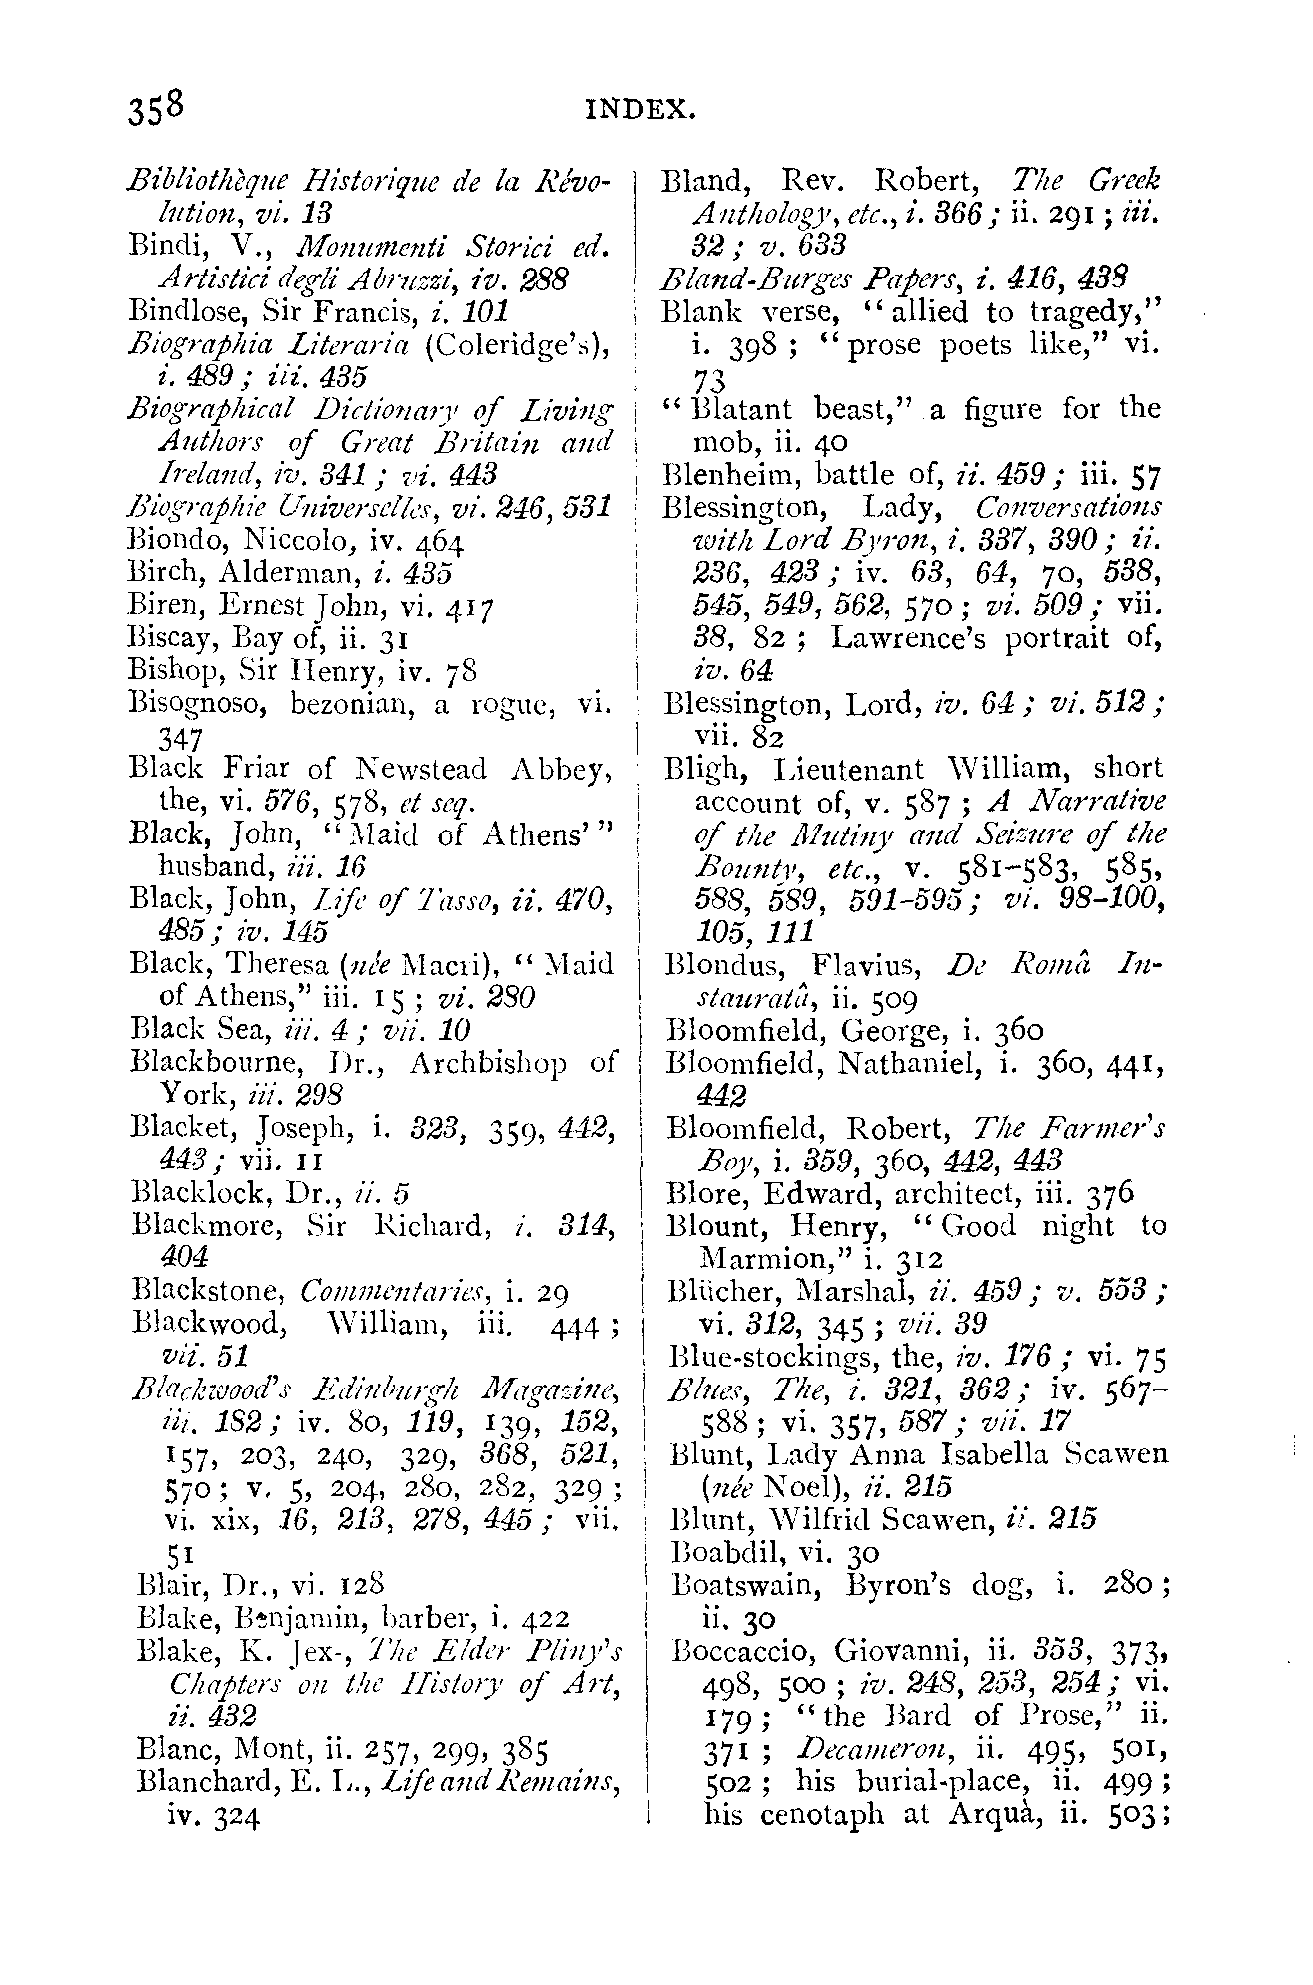 358
INDEX.
Bibliothèque Historique de la Révo-
lution, vi. 13
Bindi, V., Monumenti Storici ed.
Artistici degli Abruzzi, iv. 288
Bindlose, Sir Francis, i. 101
Biographia Literaria (Coleridge's),
i. 489; iii. 435
Biographical Dictionary of Living
Authors of Great Britain and
Ireland, iv. 341; vi. 443
Biographie Universelles, vi. 246, 531
Biondo, Niccolo, iv. 464
Birch, Alderman, i. 435
Biren, Ernest John, vi. 417
Biscay, Bay of, ii. 31
Bishop, Sir Henry, iv. 78
Bisognoso, bezonian, a rogue, vi.
347
Black Friar of Newstead Abbey,
the, vi. 576, 578, et seq.
Black, John, "Maid of Athens'"
husband, iii. 16
Black, John, Life of Tasso, ii. 470,
485; iv. 145
Black, Theresa (née Macri), "Maid
of Athens," iii. 15; vi. 280
Black Sea, iii. 4; vii. 10
Blackbourne, Dr., Archbishop of
York, iii. 298
Blacket, Joseph, i. 323, 359, 442,
443; vii. 11
Blacklock, Dr., ii. 5
Blackmore, Sir Richard, i. 314,
404
Blackstone, Commentaries, i. 29
Blackwood, William, iii. 444;
vii. 51
Blackwood's Edinburgh Magazine,
iii. 182; iv. 80, 119, 139, 152,
157, 203, 240, 329, 368, 521,
570; v. 5, 204, 280, 282, 329;
vi. xix, 16, 213, 278, 445; vii.
51
Blair, Dr., vi. 128
Blake, Benjamin, barber, i. 422
Blake, K. Jex-, The Elder Pliny's
Chapters on the History of Art,
ii. 432
Blanc, Mont, ii. 257, 299, 385
Blanchard, E. L., Life and Remains,
iv. 324
Bland, Rev. Robert, The Greek
Anthology, etc., i. 366; ii. 291; iii.
32; v. 633
Bland-Burges Papers, i. 416, 438
Blank verse, "allied to tragedy,"
i. 398; "prose poets like," vi.
73
"Blatant beast," a figure for the
mob, ii. 40
Blenheim, battle of, ii. 459; iii. 57
Blessington, Lady, Conversations
with Lord Byron, i. 337, 390; ii.
236, 423; iv. 63, 64, 70, 538,
545, 549, 562, 570; vi. 509; vii.
38, 82; Lawrence's portrait of,
iv. 64
Blessington, Lord, iv. 64; vi. 512;
vii. 82
Bligh, Lieutenant William, short
account of, v. 587; A Narrative
of the Mutiny and Seizure of the
Bounty, etc., v. 581–583, 585,
588, 589, 591–595; vi. 98–100,
105, 111
Blondus, Flavius, De Româ In-
stauratâ, ii. 509
Bloomfield, George, i. 360
Bloomfield, Nathaniel, i. 360, 441,
442
Bloomfield, Robert, The Farmer's
Boy, i. 359, 360, 442, 443
Blore, Edward, architect, iii. 376
Blount, Henry, "Good night to
Marmion," i. 312
Blücher, Marshal, ii. 459; v. 553;
vi. 312, 345; vii. 39
Blue-stockings, the, iv. 176; vi. 75
Blues, The, i. 321, 362; iv. 567–
588; vi. 357, 587; vii. 17
Blunt, Lady Anna Isabella Scawen
(née Noel), ii. 215
Blunt, Wilfrid Scawen, ii. 215
Boabdil, vi. 30
Boatswain, Byron's dog, i. 280;
ii. 30
Boccaccio, Giovanni, ii. 353, 373,
498, 500; iv. 248, 253, 254; vi.
179; "the Bard of Prose," ii.
371; Decameron, ii. 495, 501,
502; his burial-place, ii. 499;
his cenotaph at Arquà, ii. 503;